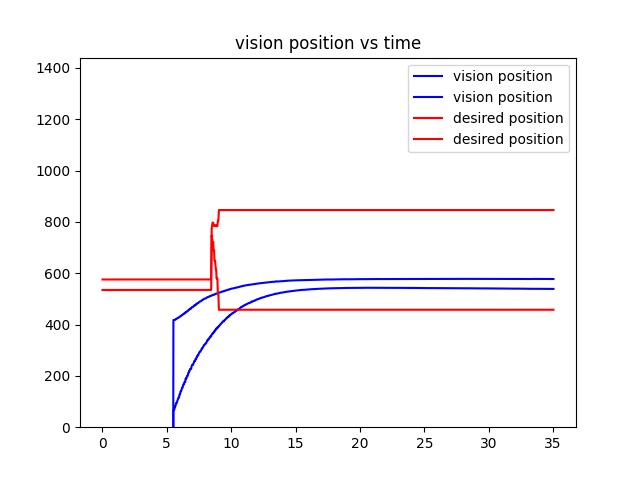 vision position vs time
1400
1200
1000
800
600
400
200
0
vision position
vision position
desired position
desired position
0 5 10 15 20 25 30 35